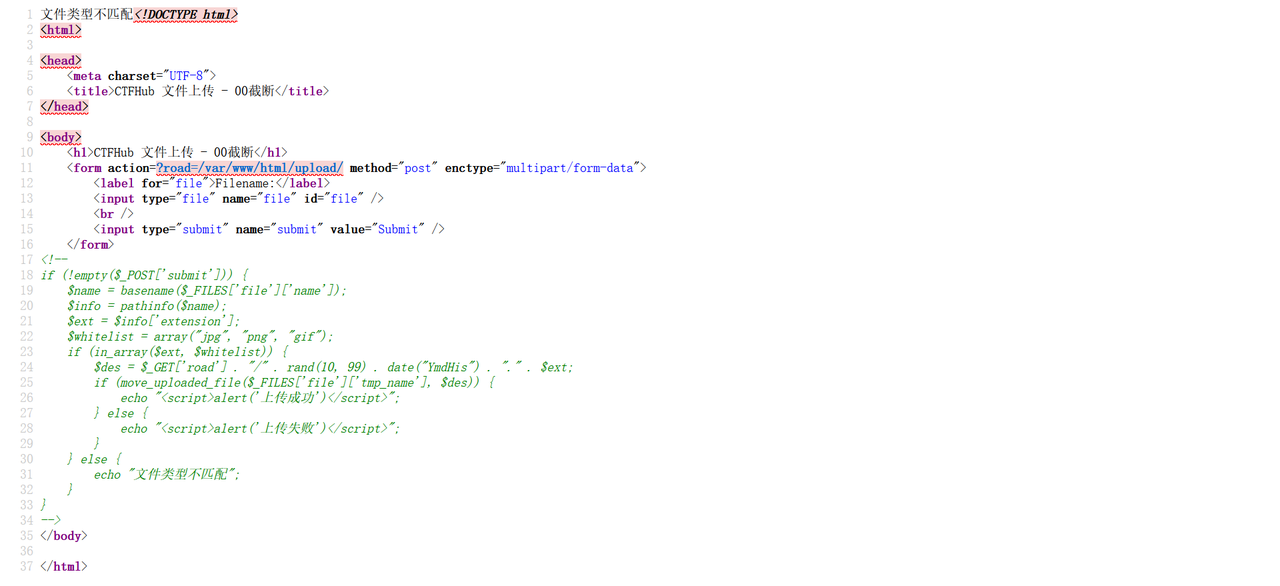 1 文件类型不匹配<!DOCTYPE html>
2 <html>
3
4 <head>
5     <meta charset="UTF-8">
6     <title>CTFHub 文件上传 - 00截断</title>
7 </head>
8
9 <body>
10     <h1>CTFHub 文件上传 - 00截断</h1>
11     <form action=?road=/var/www/html/upload/ method="post" enctype="multipart/form-data">
12         <label for="file">Filename:</label>
13         <input type="file" name="file" id="file" />
14         <br />
15         <input type="submit" name="submit" value="Submit" />
16     </form>
17 <!--
18 if (!empty($_POST['submit'])) {
19     $name = basename($_FILES['file']['name']);
20     $info = pathinfo($name);
21     $ext = $info['extension'];
22     $whitelist = array("jpg", "png", "gif");
23     if (in_array($ext, $whitelist)) {
24         $des = $_GET['road'] . "/" . rand(10, 99) . date("YmdHis") . "." . $ext;
25         if (move_uploaded_file($_FILES['file']['tmp_name'], $des)) {
26             echo "<script>alert('上传成功')</script>";
27         } else {
28             echo "<script>alert('上传失败')</script>";
29         }
30     } else {
31         echo "文件类型不匹配";
32     }
33 }
34 -->
35 </body>
36
37 </html>